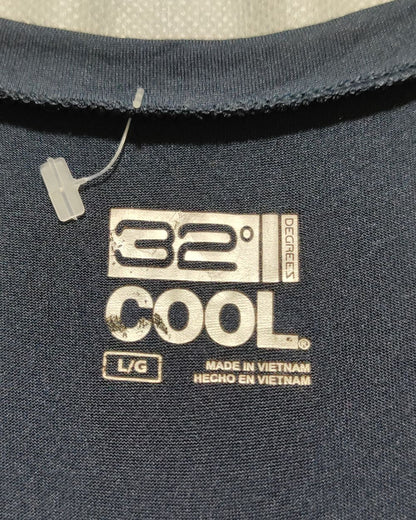 32°
DEGREES
COOL®
L/G
MADE IN VIETNAM
HECHO EN VIETNAM